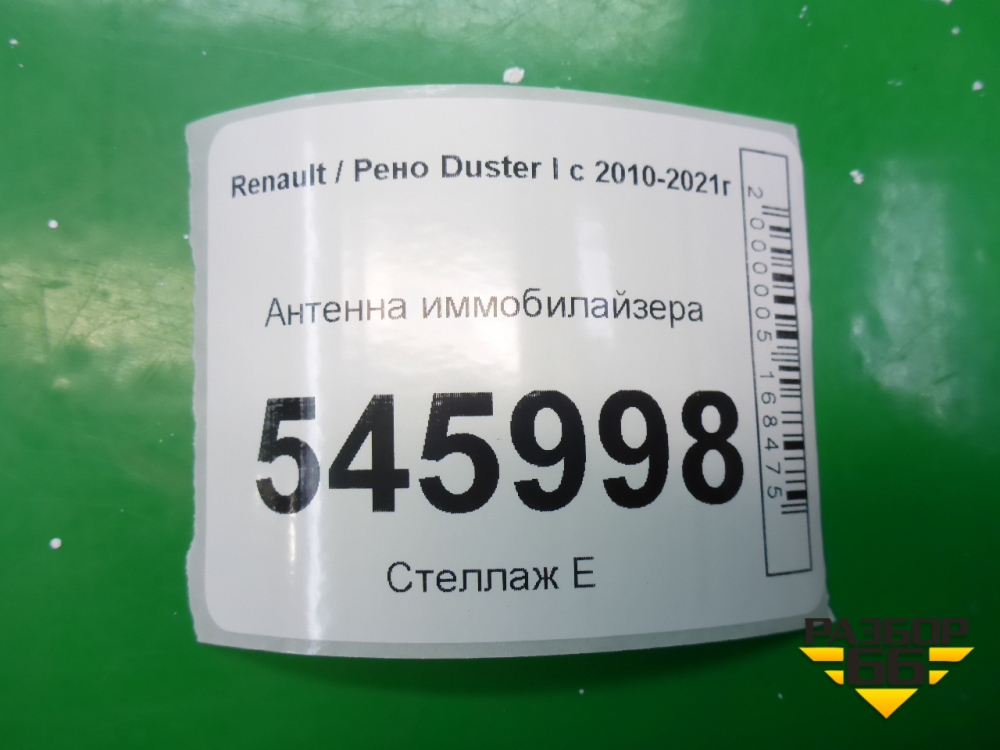 Renault / Рено Duster I с 2010-2021г
Антенна иммобилайзера
545998
Стеллаж Е
2000005168475
РАЗБОР
66